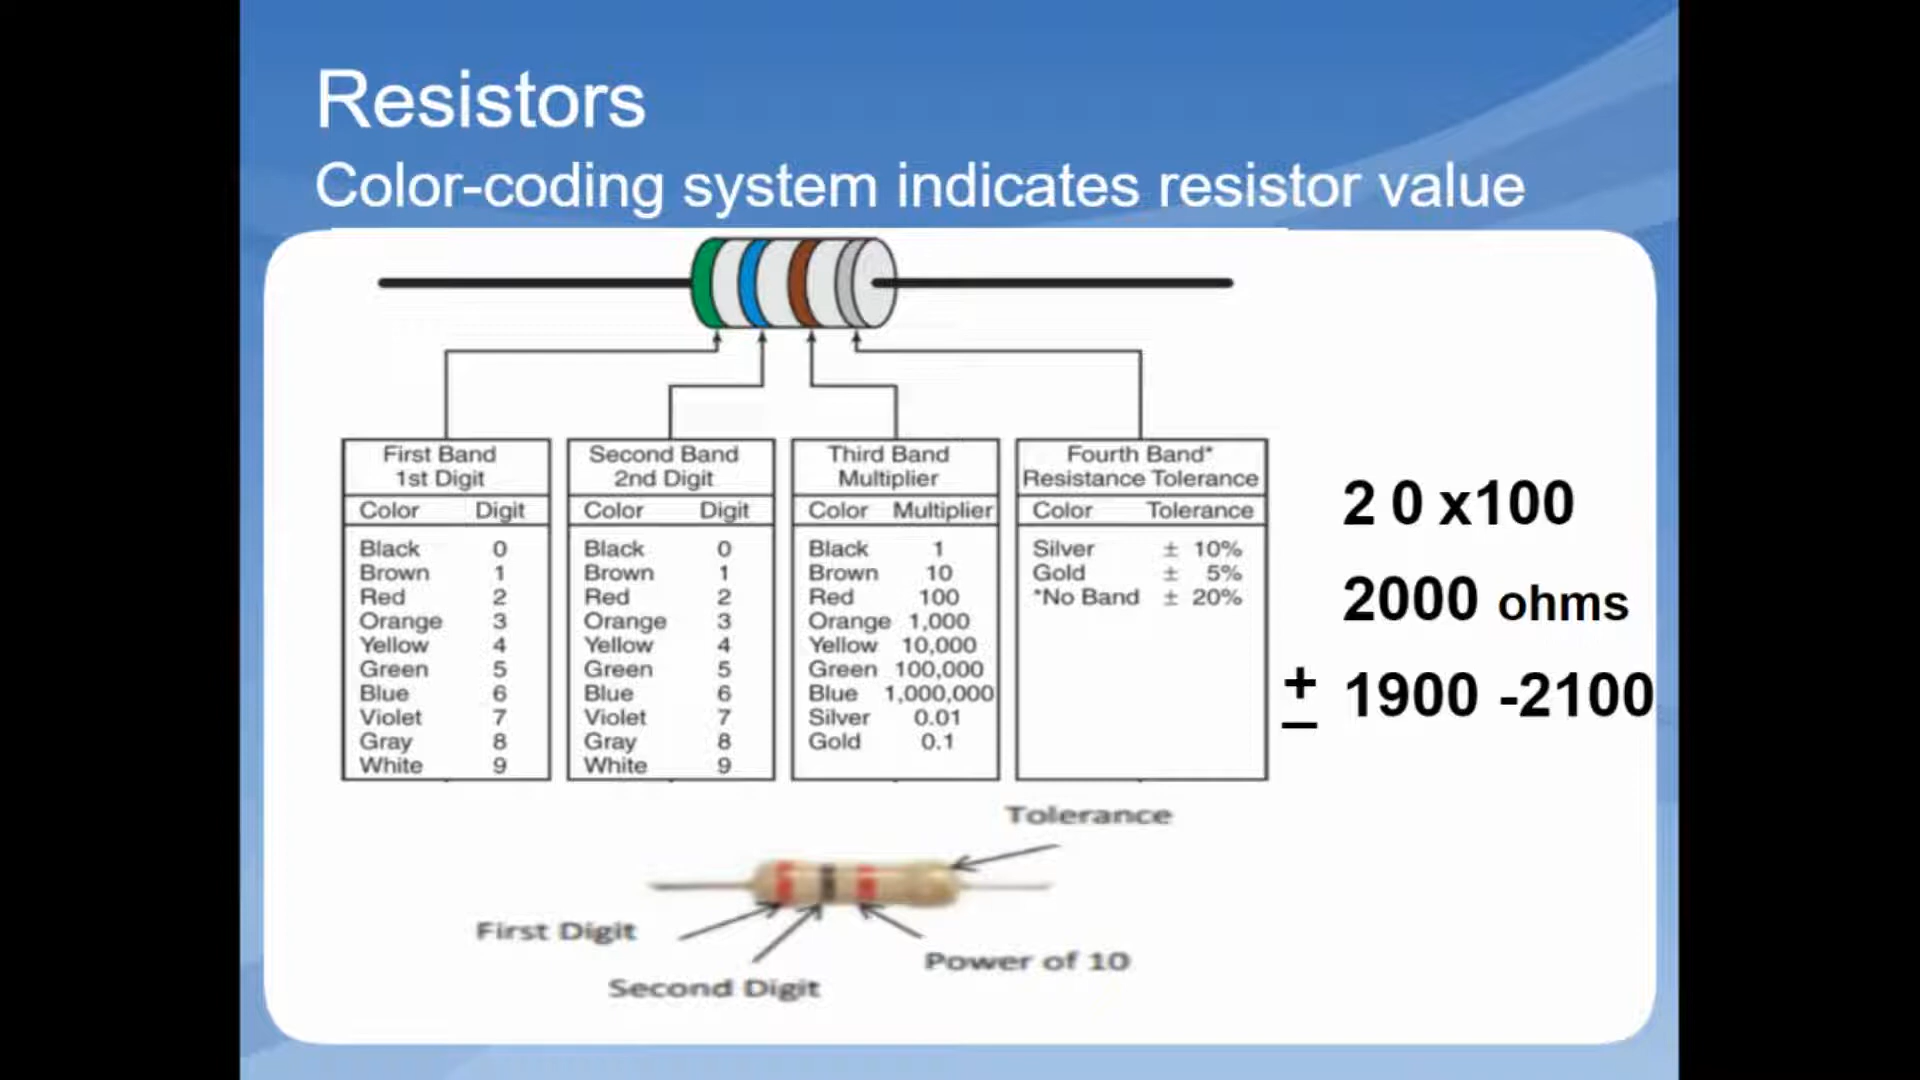 Resistors
Color-coding system indicates resistor value
First Band
1st Digit
Color Digit
Black 0
Brown 1
Red 2
Orange 3
Yellow 4
Green 5
Blue 6
Violet 7
Gray 8
White 9
Second Band
2nd Digit
Color Digit
Black 0
Brown 1
Red 2
Orange 3
Yellow 4
Green 5
Blue 6
Violet 7
Gray 8
White 9
Third Band
Multiplier
Color Multiplier
Black 1
Brown 10
Red 100
Orange 1,000
Yellow 10,000
Green 100,000
Blue 1,000,000
Silver 0.01
Gold 0.1
Fourth Band*
Resistance Tolerance
Color Tolerance
Silver ± 10%
Gold ± 5%
*No Band ± 20%
2 0 x100
2000 ohms
± 1900 -2100
Tolerance
First Digit
Second Digit
Power of 10